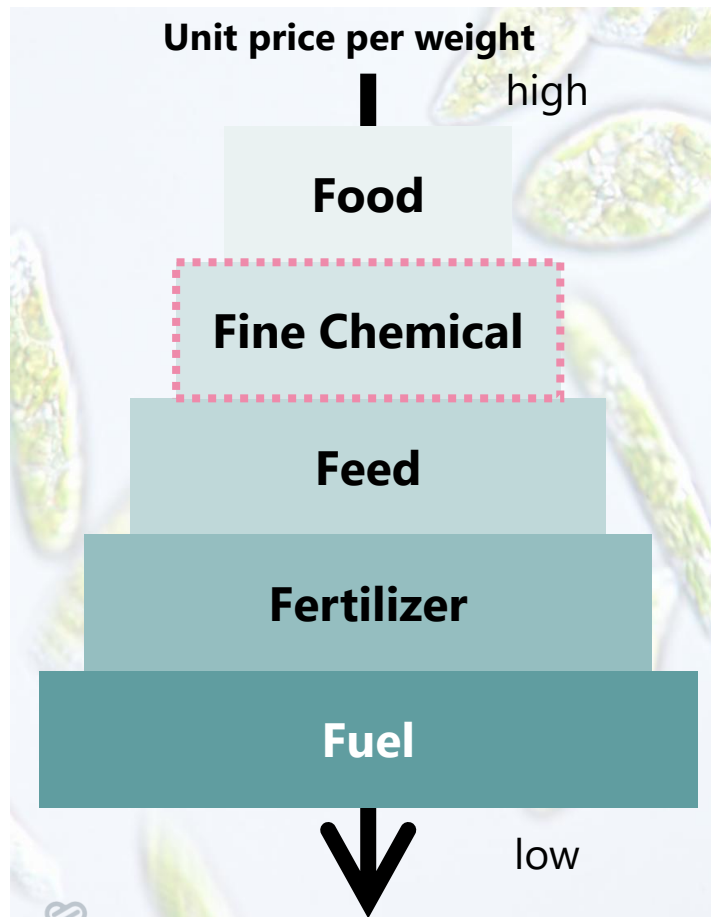 Unit price per weight
high
Food
Fine Chemical
Feed
Fertilizer
Fuel
low